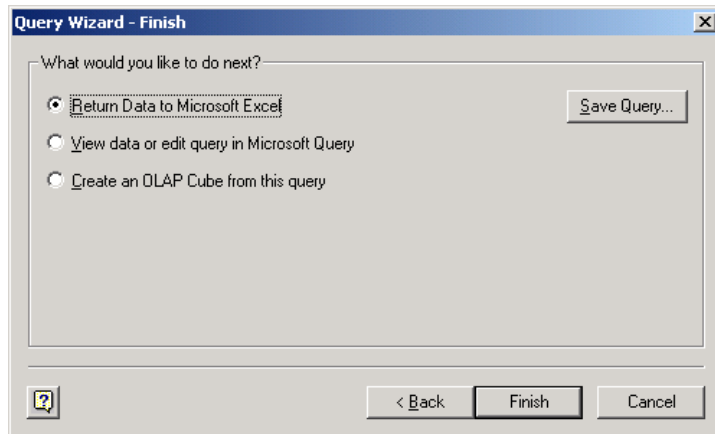 Query Wizard - Finish
What would you like to do next?
Return Data to Microsoft Excel
Save Query...
View data or edit query in Microsoft Query
Create an OLAP Cube from this query
?
< Back
Finish
Cancel